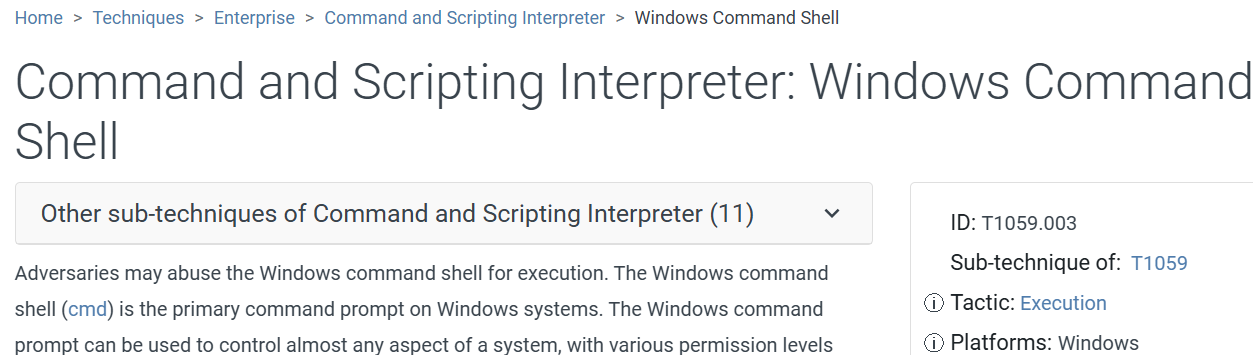 Home > Techniques > Enterprise > Command and Scripting Interpreter > Windows Command Shell
Command and Scripting Interpreter: Windows Command
Shell
Other sub-techniques of Command and Scripting Interpreter (11)
Adversaries may abuse the Windows command shell for execution. The Windows command
shell (cmd) is the primary command prompt on Windows systems. The Windows command
prompt can be used to control almost any aspect of a system, with various permission levels
ID: T1059.003
Sub-technique of: T1059
Tactic: Execution
Platforms: Windows